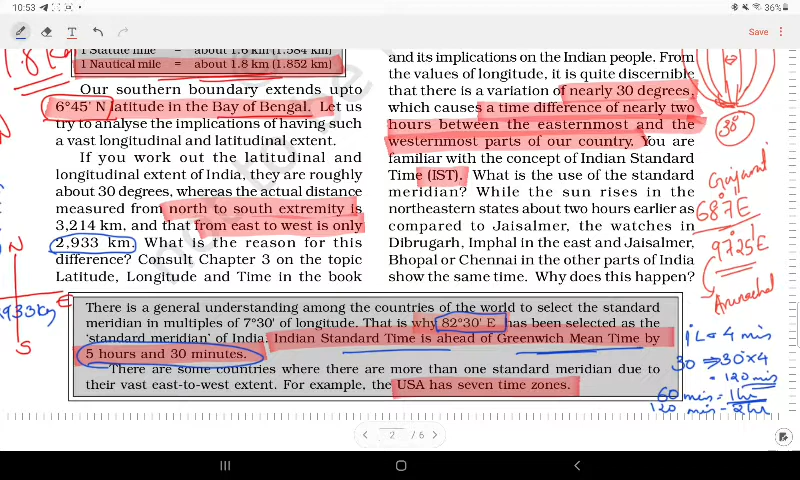 10:53
36%
Save
1.8 km
1 Statute mile = about 1.6 km (1.584 km)
1 Nautical mile = about 1.8 km (1.852 km)
Our southern boundary extends upto
6°45' N latitude in the Bay of Bengal. Let us
try to analyse the implications of having such
a vast longitudinal and latitudinal extent.
If you work out the latitudinal and
longitudinal extent of India, they are roughly
about 30 degrees, whereas the actual distance
measured from north to south extremity is
3,214 km, and that from east to west is only
2,933 km. What is the reason for this
difference? Consult Chapter 3 on the topic
Latitude, Longitude and Time in the book
N
E
S
2933 km
and its implications on the Indian people. From
the values of longitude, it is quite discernible
that there is a variation of nearly 30 degrees,
which causes a time difference of nearly two
hours between the easternmost and the
westernmost parts of our country. You are
familiar with the concept of Indian Standard
Time (IST). What is the use of the standard
meridian? While the sun rises in the
northeastern states about two hours earlier as
compared to Jaisalmer, the watches in
Dibrugarh, Imphal in the east and Jaisalmer,
Bhopal or Chennai in the other parts of India
show the same time. Why does this happen?
30°
Gujarat
68°7'E
97°25'E
Arunachal
There is a general understanding among the countries of the world to select the standard
meridian in multiples of 7°30' of longitude. That is why 82°30' E has been selected as the
'standard meridian' of India. Indian Standard Time is ahead of Greenwich Mean Time by
5 hours and 30 minutes.
There are some countries where there are more than one standard meridian due to
their vast east-to-west extent. For example, the USA has seven time zones.
1L = 4 mins
30 ⇒ 30×4
= 120 mins
60 mins = 1hr
120 mins - 2hr
2 / 6